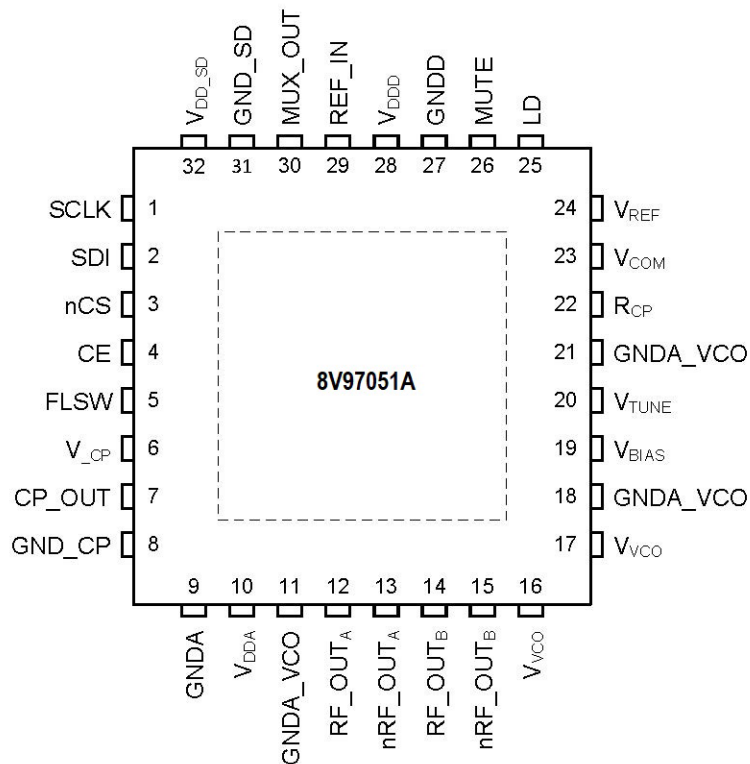 V_DD_SD
GND_SD
MUX_OUT
REF_IN
V_DDD
GNDD
MUTE
LD
32 31 30 29 28 27 26 25
SCLK 1
SDI 2
nCS 3
CE 4
FLSW 5
V_CP 6
CP_OUT 7
GND_CP 8
8V97051A
24 VREF
23 VCOM
22 RCP
21 GNDA_VCO
20 VTUNE
19 VBIAS
18 GNDA_VCO
17 VVCO
9 10 11 12 13 14 15 16
GNDA
VDDA
GNDA_VCO
RF_OUTA
nRF_OUTA
RF_OUTB
nRF_OUTB
VVCO